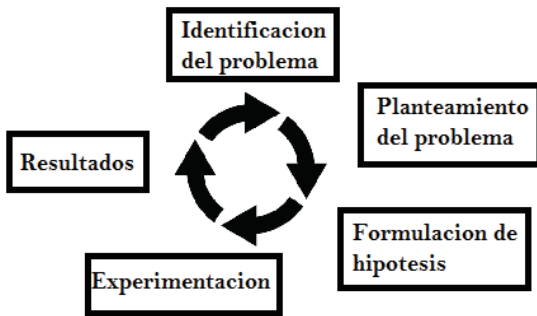 Identificacion
del problema
Planteamiento
del problema
Formulacion de
hipotesis
Experimentacion
Resultados